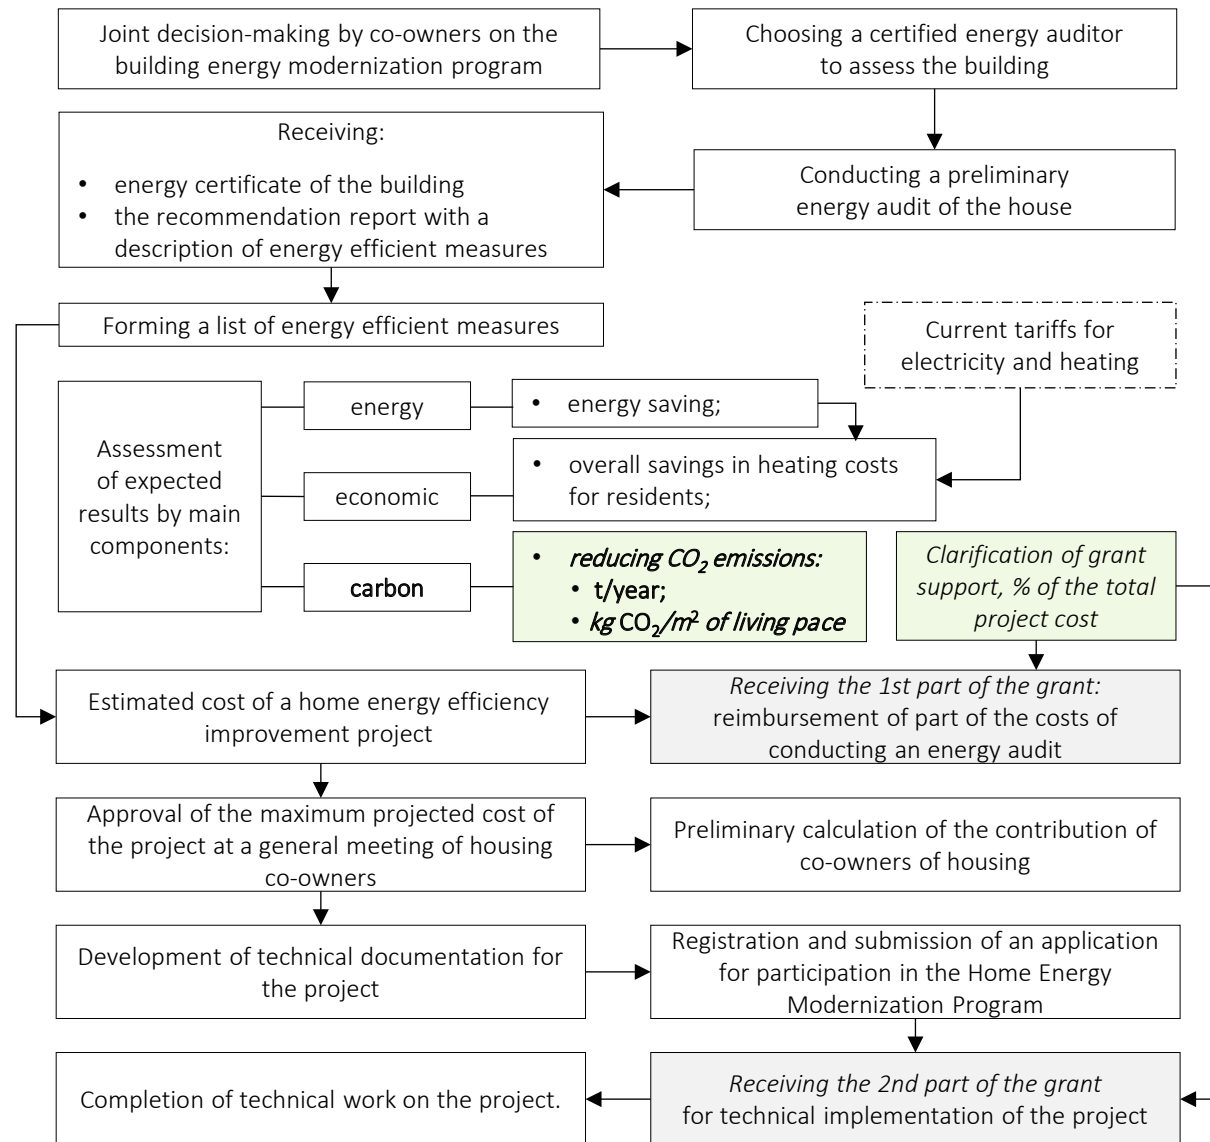 Joint decision-making by co-owners on the
building energy modernization program
Choosing a certified energy auditor
to assess the building
Receiving:
• energy certificate of the building
• the recommendation report with a
description of energy efficient measures
Conducting a preliminary
energy audit of the house
Forming a list of energy efficient measures
Current tariffs for
electricity and heating
Assessment
of expected
results by main
components:
energy
• energy saving;
economic
• overall savings in heating costs
for residents;
carbon
• reducing CO₂ emissions:
• t/year;
• kg CO₂/m² of living pace
Clarification of grant
support, % of the total
project cost
Estimated cost of a home energy efficiency
improvement project
Receiving the 1st part of the grant:
reimbursement of part of the costs of
conducting an energy audit
Approval of the maximum projected cost of
the project at a general meeting of housing
co-owners
Preliminary calculation of the contribution of
co-owners of housing
Development of technical documentation for
the project
Registration and submission of an application
for participation in the Home Energy
Modernization Program
Completion of technical work on the project.
Receiving the 2nd part of the grant
for technical implementation of the project